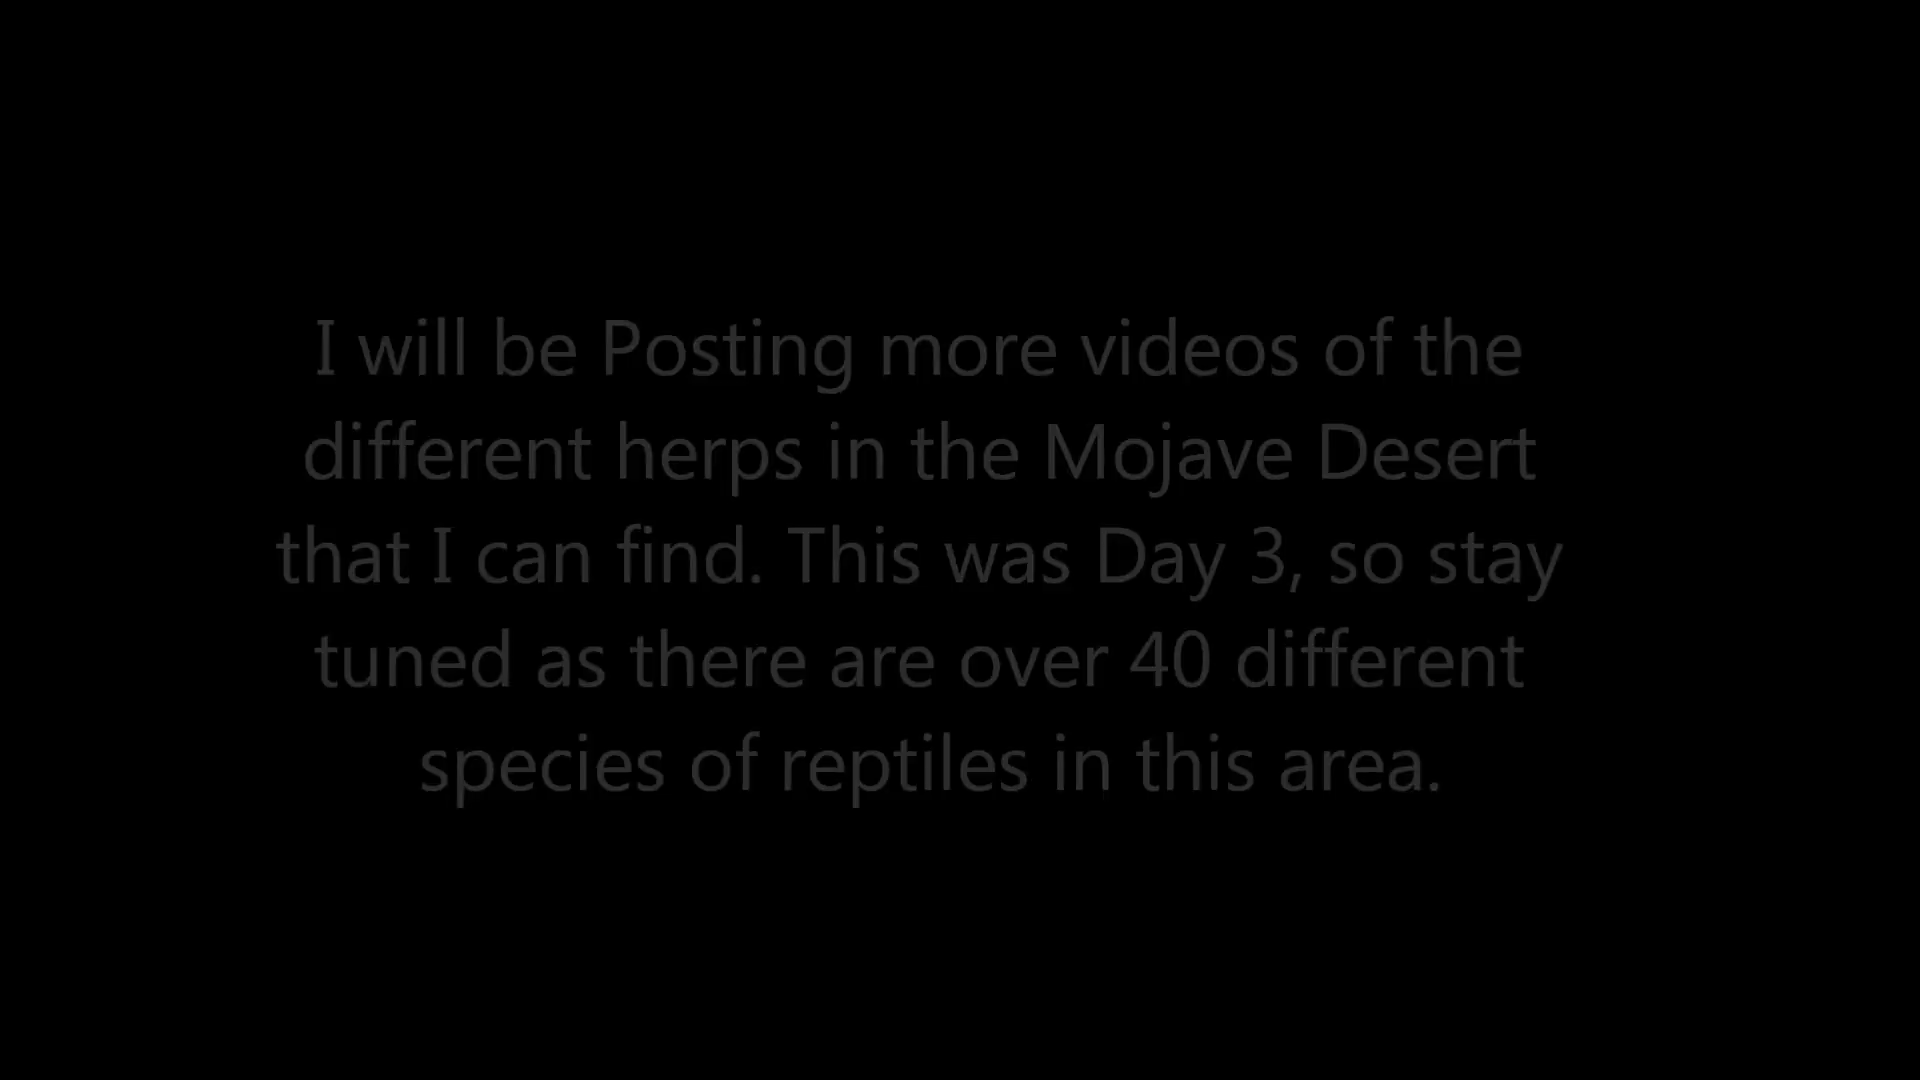 I will be Posting more videos of the
different herps in the Mojave Desert
that I can find. This was Day 3, so stay
tuned as there are over 40 different
species of reptiles in this area.